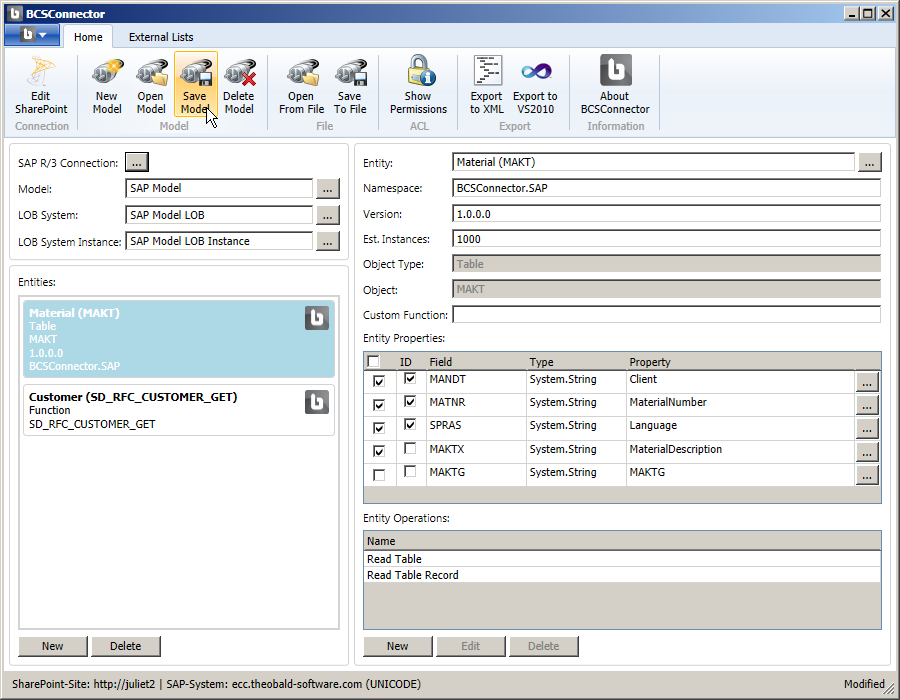 BCSConnector
Home
External Lists
Edit
SharePoint
New
Model
Open
Model
Save
Model
Delete
Model
Open
From File
Save
To File
Show
Permissions
Export
to XML
Export to
VS2010
About
BCSConnector
Connection
Model
File
ACL
Export
Information
SAP R/3 Connection: ...
Model: SAP Model ...
LOB System: SAP Model LOB ...
LOB System Instance: SAP Model LOB Instance ...
Entities:
Material (MAKT)
Table
MAKT
1.0.0.0
BCSConnector.SAP
Customer (SD_RFC_CUSTOMER_GET)
Function
SD_RFC_CUSTOMER_GET
New Delete
Entity: Material (MAKT) ...
Namespace: BCSConnector.SAP
Version: 1.0.0.0
Est. Instances: 1000
Object Type: Table
Object: MAKT
Custom Function:
Entity Properties:
ID Field Type Property
MANDT System.String Client ...
MATNR System.String MaterialNumber ...
SPRAS System.String Language ...
MAKTX System.String MaterialDescription ...
MAKTG System.String MAKTG ...
Entity Operations:
Name
Read Table
Read Table Record
New Edit Delete
SharePoint-Site: http://juliet2 | SAP-System: ecc.theobald-software.com (UNICODE) Modified